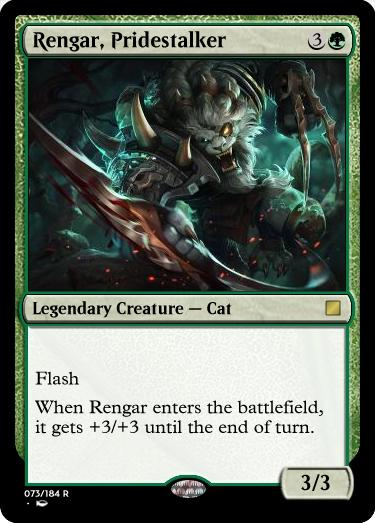 Rengar, Pridestalker 3
Legendary Creature — Cat
Flash
When Rengar enters the battlefield,
it gets +3/+3 until the end of turn.
3/3
073/184 R